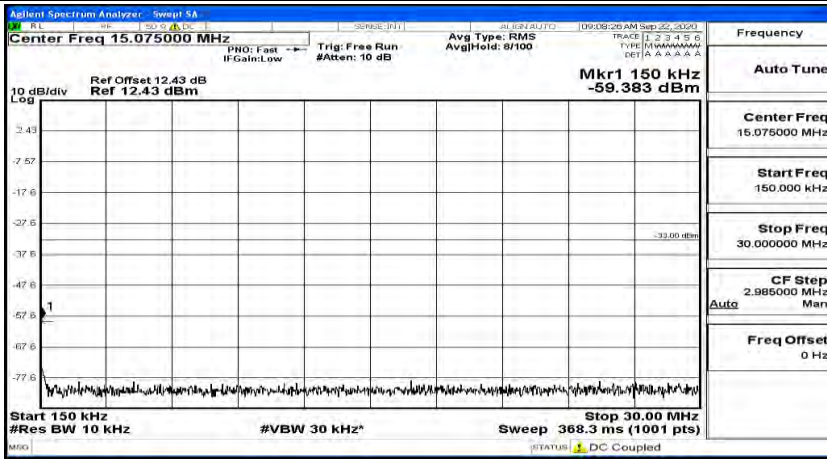 Agilent Spectrum Analyzer - Swept SA
RL RF 50 Ω DC SENSE:INT ALIGN AUTO 09:08:26 AM Sep 22, 2020
Center Freq 15.075000 MHz
PNO: Fast
IFGain:Low
Trig: Free Run
#Atten: 10 dB
Avg Type: RMS
Avg|Hold: 8/100
TRACE 1 2 3 4 5 6
TYPE MWWWWW
DET A A A A A A
Ref Offset 12.43 dB
10 dB/div Ref 12.43 dBm
Log
Mkr1 150 kHz
-59.383 dBm
2.43
-7.57
-17.6
-27.6
-33.00 dBm
-37.6
-47.6
1
-57.6
-67.6
-77.6
Start 150 kHz Stop 30.00 MHz
#Res BW 10 kHz #VBW 30 kHz* Sweep 368.3 ms (1001 pts)
MSG STATUS DC Coupled
Frequency
Auto Tune
Center Freq
15.075000 MHz
Start Freq
150.000 kHz
Stop Freq
30.000000 MHz
CF Step
2.985000 MHz
Auto Man
Freq Offset
0 Hz